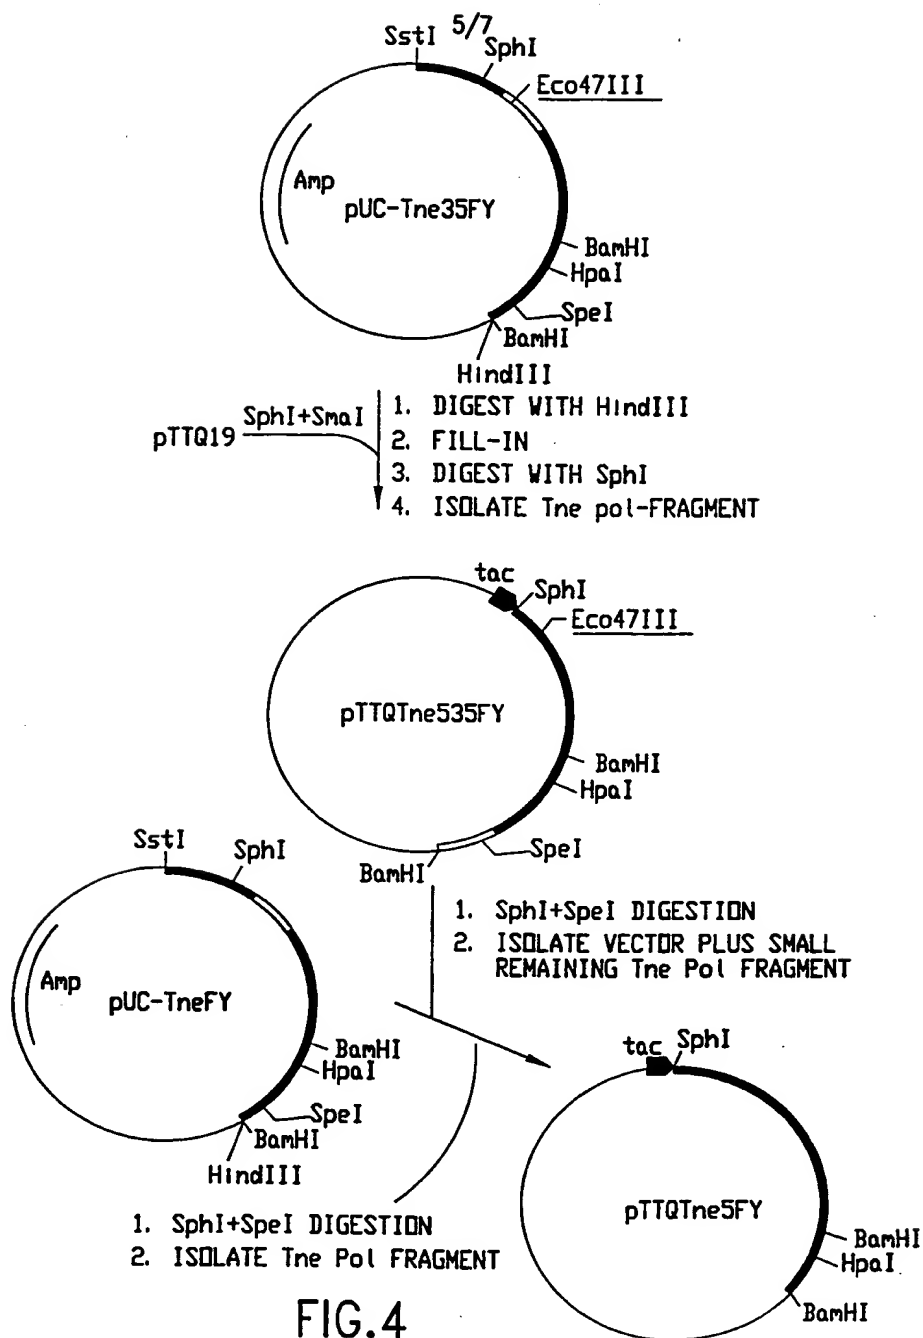 5/7
SstI
SphI
Eco47III
Amp
pUC-Tne35FY
BamHI
HpaI
SpeI
BamHI
HindIII
pTTQ19
SphI+SmaI
1. DIGEST WITH HindIII
2. FILL-IN
3. DIGEST WITH SphI
4. ISOLATE Tne pol-FRAGMENT
tac
SphI
Eco47III
pTTQTne535FY
BamHI
HpaI
SpeI
BamHI
1. SphI+SpeI DIGESTION
2. ISOLATE VECTOR PLUS SMALL
REMAINING Tne Pol FRAGMENT
SstI
SphI
Amp
pUC-TneFY
BamHI
HpaI
SpeI
BamHI
HindIII
1. SphI+SpeI DIGESTION
2. ISOLATE Tne Pol FRAGMENT
tac
SphI
pTTQTne5FY
BamHI
HpaI
BamHI
FIG.4